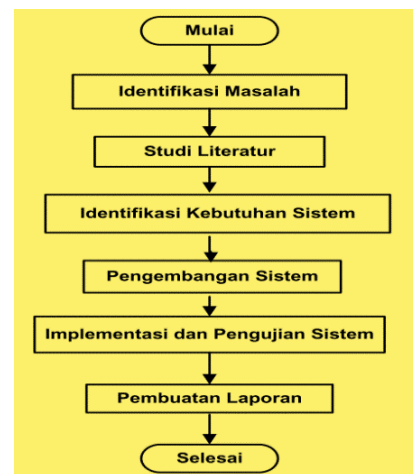 Mulai
Identifikasi Masalah
Studi Literatur
Identifikasi Kebutuhan Sistem
Pengembangan Sistem
Implementasi dan Pengujian Sistem
Pembuatan Laporan
Selesai